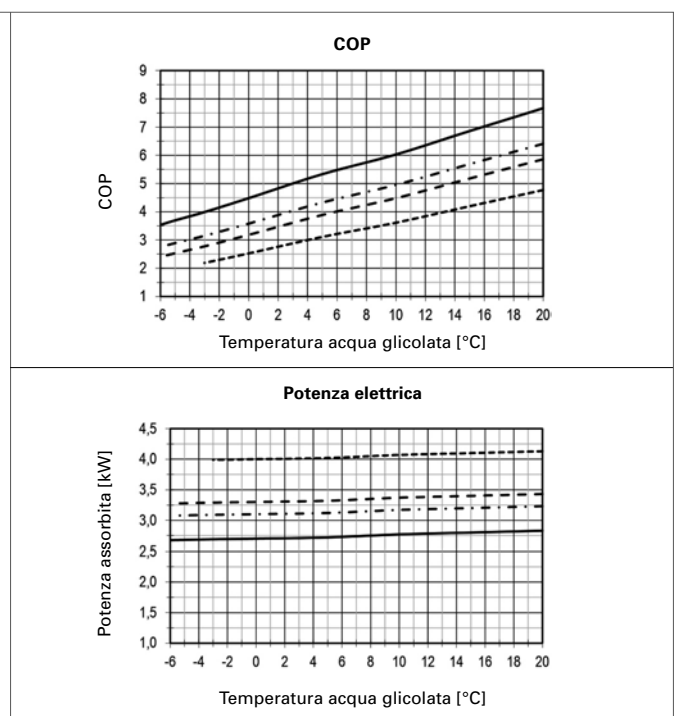 COP
9
8
7
6
5
4
3
2
1
COP
-6 -4 -2 0 2 4 6 8 10 12 14 16 18 20
Temperatura acqua glicolata [°C]
Potenza elettrica
4,5
4,0
3,5
3,0
2,5
2,0
1,5
1,0
Potenza assorbita [kW]
-6 -4 -2 0 2 4 6 8 10 12 14 16 18 20
Temperatura acqua glicolata [°C]